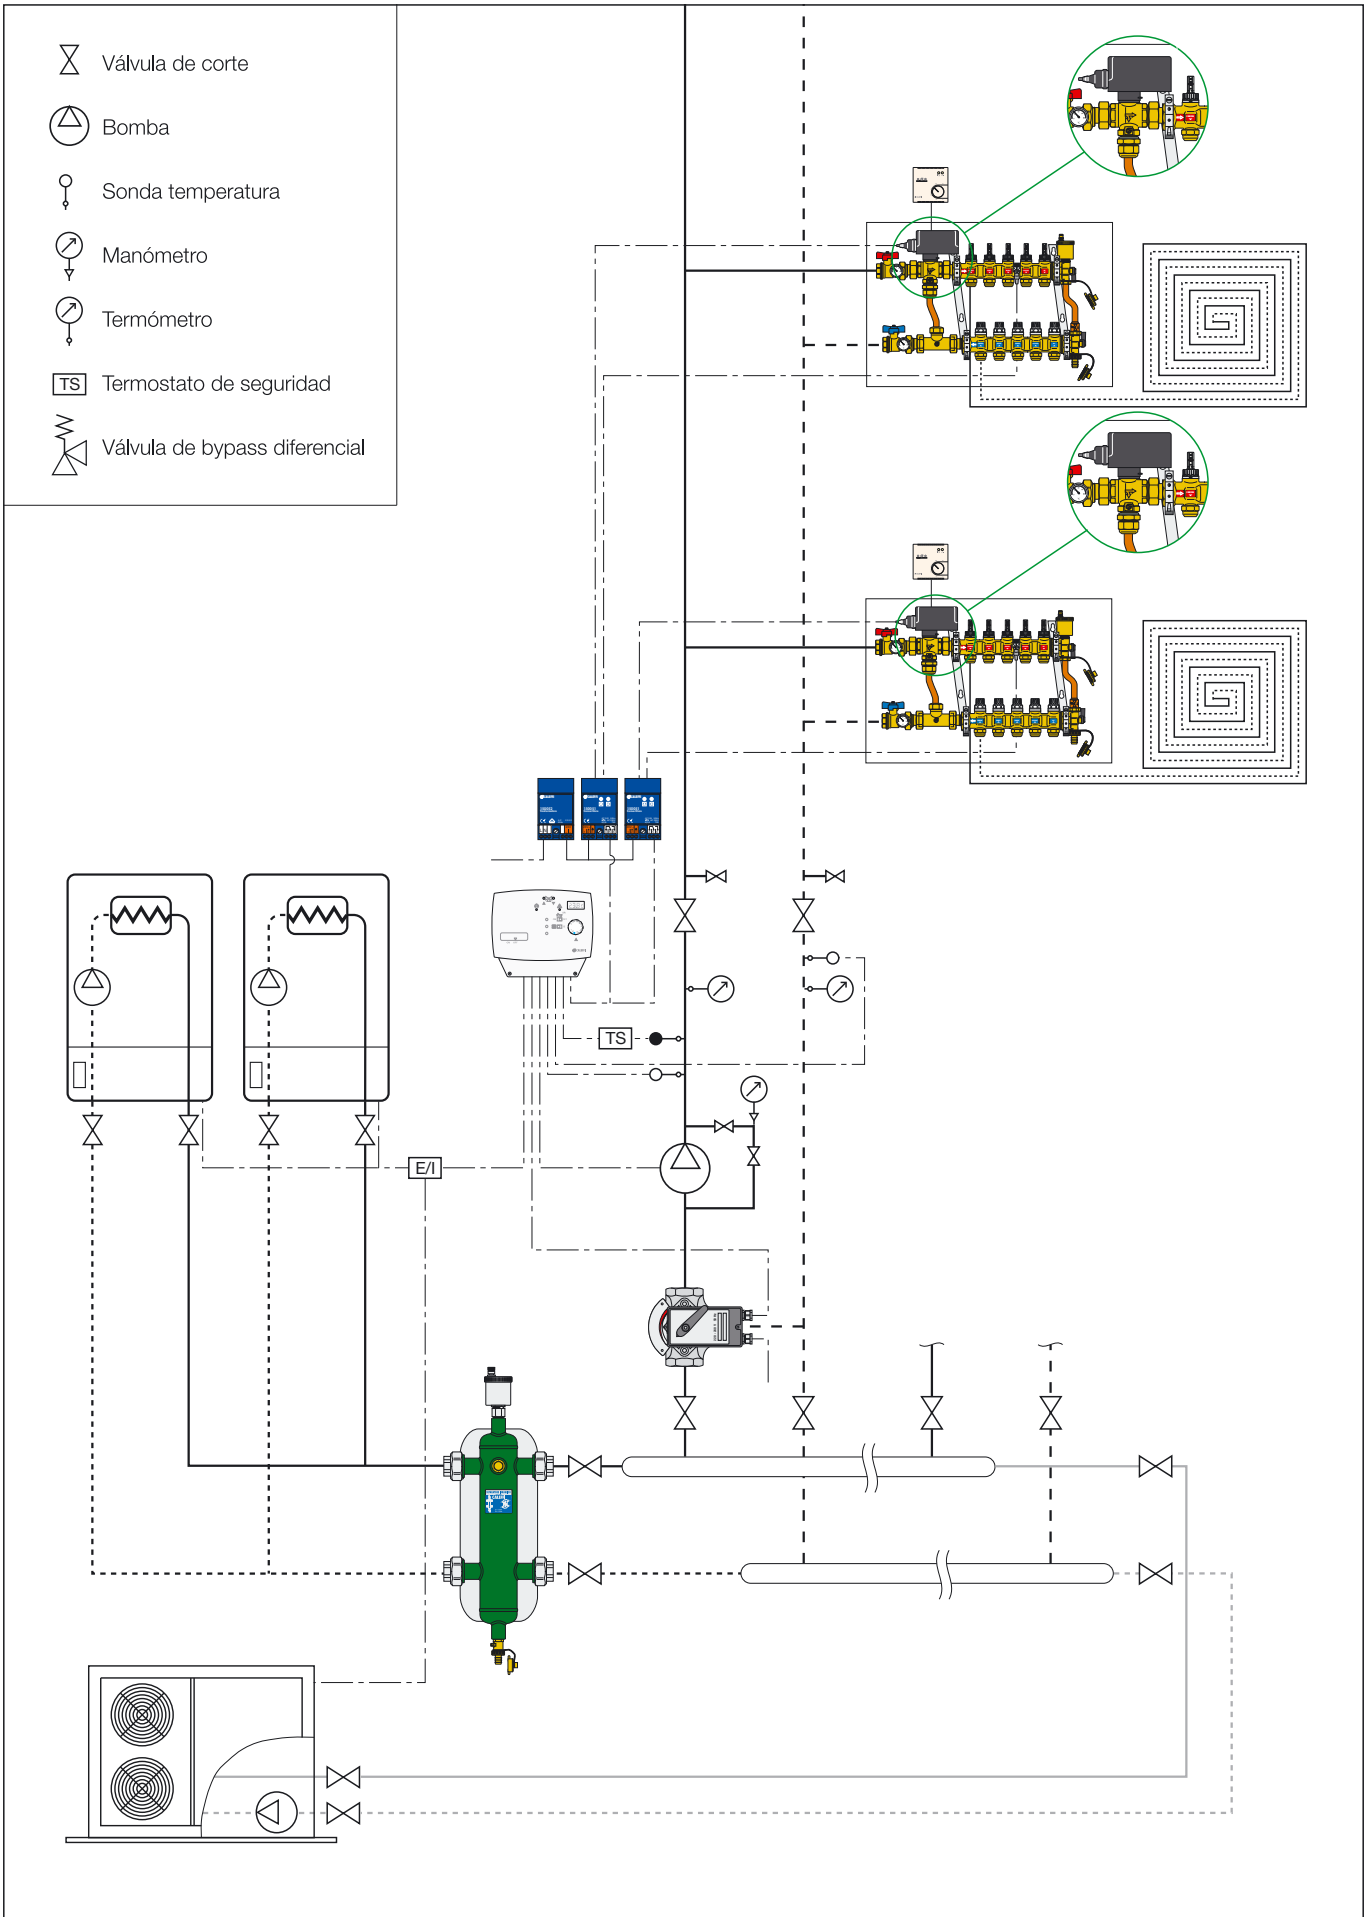 Válvula de corte
Bomba
Sonda temperatura
Manómetro
Termómetro
TS Termostato de seguridad
Válvula de bypass diferencial
TS
E/I